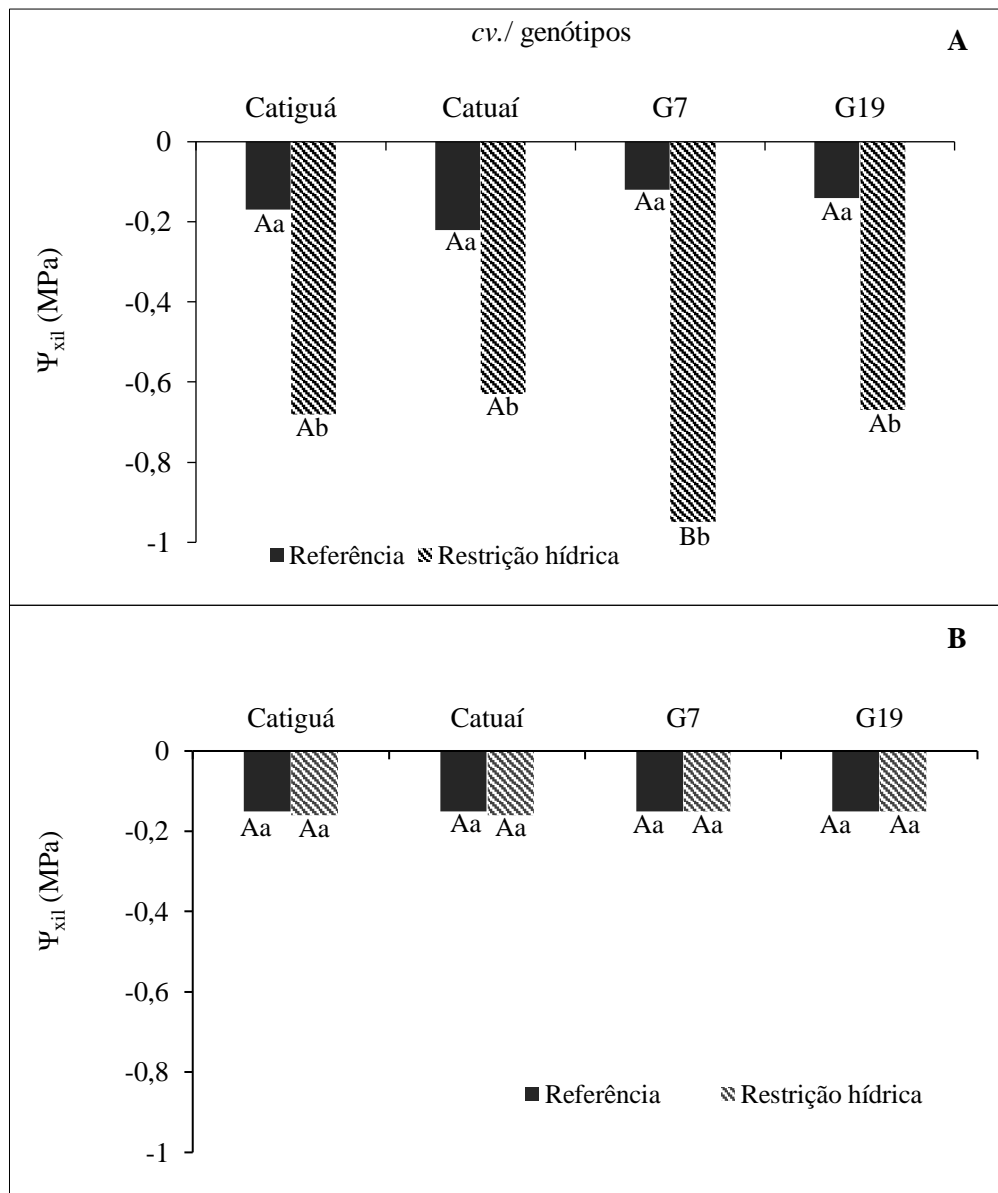 cv./ genótipos
A
Catiguá Catuaí G7 G19
0
-0,2
-0,4
-0,6
-0,8
-1
Ψxil (MPa)
Aa Aa Aa Aa
Ab Ab Bb Ab
Referência Restrição hídrica
B
Catiguá Catuaí G7 G19
0
-0,2
-0,4
-0,6
-0,8
-1
Ψxil (MPa)
Aa Aa Aa Aa Aa Aa Aa Aa
Referência Restrição hídrica